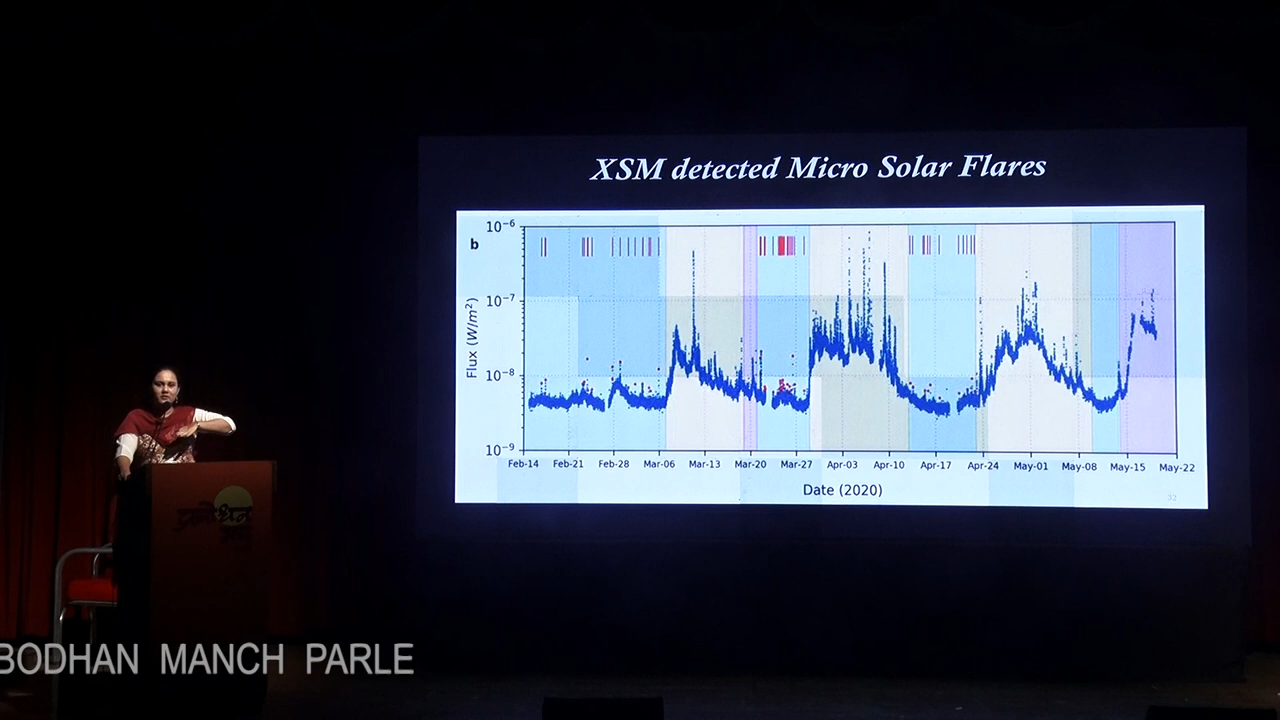 XSM detected Micro Solar Flares
b
10⁻⁶
10⁻⁷
10⁻⁸
10⁻⁹
Flux (W/m²)
Feb-14 Feb-21 Feb-28 Mar-06 Mar-13 Mar-20 Mar-27 Apr-03 Apr-10 Apr-17 Apr-24 May-01 May-08 May-15 May-22
Date (2020)
32
BODHAN MANCH PARLE